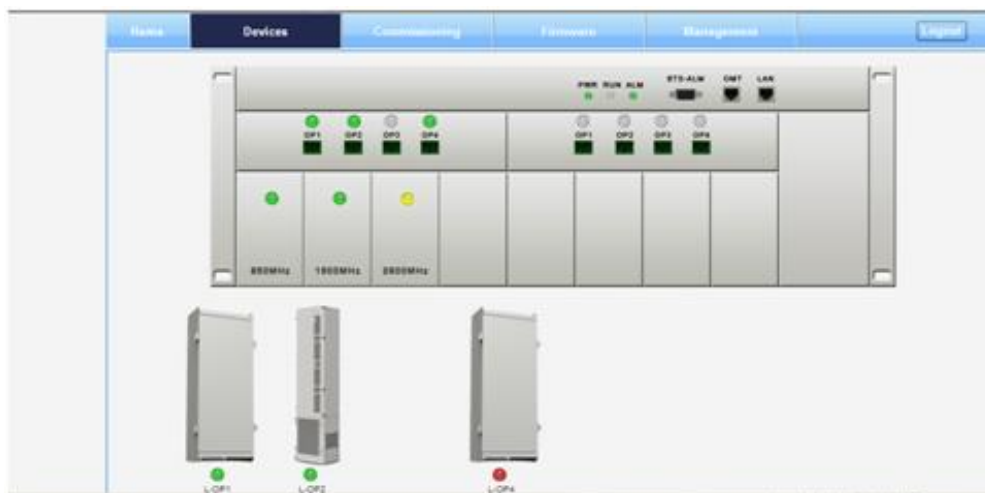 Home Devices Commissioning Firmware Management Logout
PWR RUN ALM BTS-ALM OMT LAN
OP1 OP2 OP3 OP4 OP1 OP2 OP3 OP4
850MHz 1900MHz 2600MHz
L-OP1 L-OP2 L-OP4